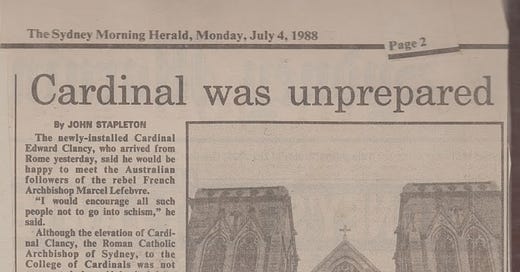 The Sydney Morning Herald, Monday, July 4, 1988
Page 2
Cardinal was unprepared
By JOHN STAPLETON
The newly-installed Cardinal
Edward Clancy, who arrived from
Rome yesterday, said he would be
happy to meet the Australian
followers of the rebel French
Archbishop Marcel Lefebvre.
"I would encourage all such
people not to go into schism," he
said.
Although the elevation of Cardi-
nal Clancy, the Roman Catholic
Archbishop of Sydney, to the
College of Cardinals was not